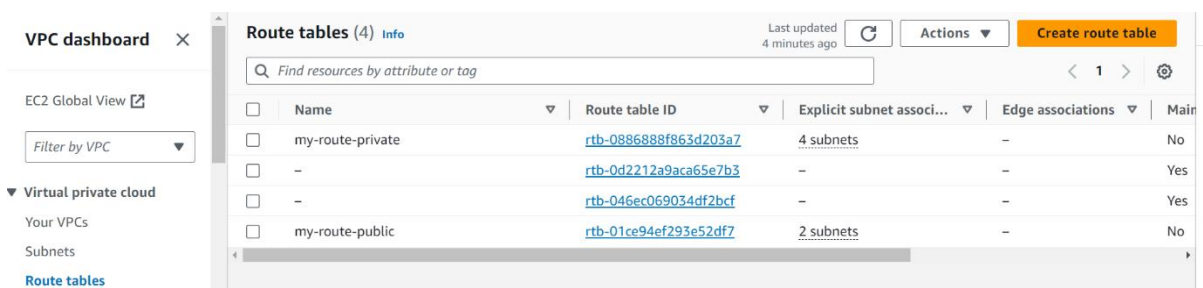 VPC dashboard ×
EC2 Global View
Filter by VPC ▼
▼ Virtual private cloud
Your VPCs
Subnets
Route tables
Route tables (4) Info
Last updated
4 minutes ago
Actions ▼
Create route table
Find resources by attribute or tag
< 1 >
Name Route table ID Explicit subnet associ... Edge associations Main
my-route-private rtb-0886888f863d203a7 4 subnets – No
– rtb-0d2212a9aca65e7b3 – – Yes
– rtb-046ec069034df2bcf – – Yes
my-route-public rtb-01ce94ef293e52df7 2 subnets – No